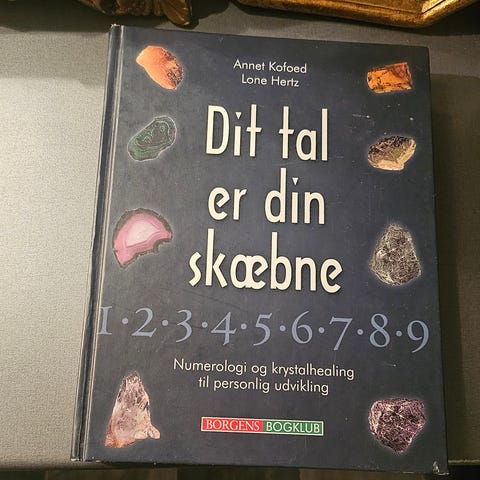 Annet Kofoed
Lone Hertz
Dit tal
er din
skæbne
1·2·3·4·5·6·7·8·9
Numerologi og krystalhealing
til personlig udvikling
BORGENS BOGKLUB